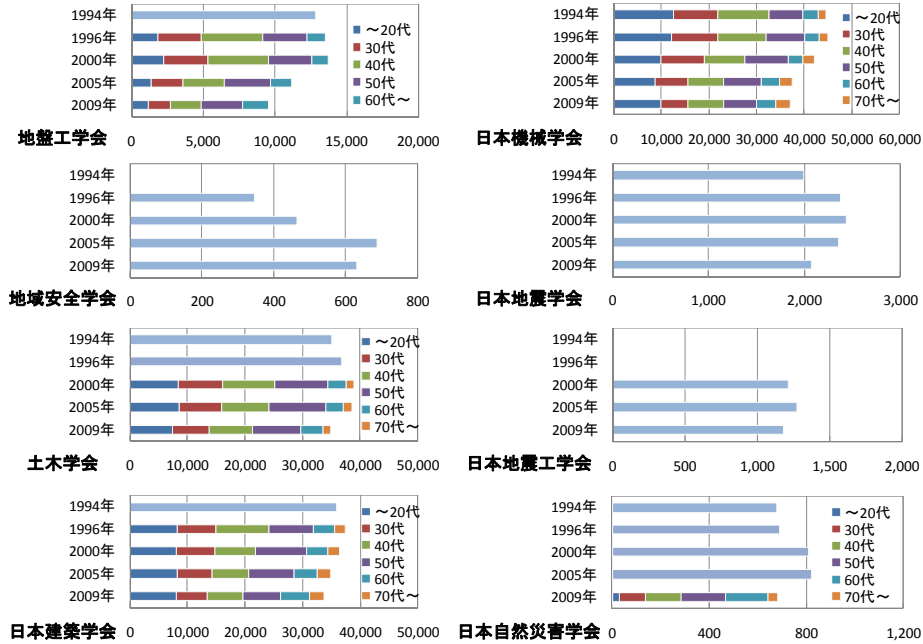 1994年
1996年
2000年
2005年
2009年
～20代
30代
40代
50代
60代～
地盤工学会
0 5,000 10,000 15,000 20,000
1994年
1996年
2000年
2005年
2009年
～20代
30代
40代
50代
60代
70代～
日本機械学会
0 10,000 20,000 30,000 40,000 50,000 60,000
1994年
1996年
2000年
2005年
2009年
地域安全学会
0 200 400 600 800
1994年
1996年
2000年
2005年
2009年
日本地震学会
0 1,000 2,000 3,000
1994年
1996年
2000年
2005年
2009年
～20代
30代
40代
50代
60代
70代～
土木学会
0 10,000 20,000 30,000 40,000 50,000
1994年
1996年
2000年
2005年
2009年
日本地震工学会
0 500 1,000 1,500 2,000
1994年
1996年
2000年
2005年
2009年
～20代
30代
40代
50代
60代
70代～
日本建築学会
0 10,000 20,000 30,000 40,000 50,000
1994年
1996年
2000年
2005年
2009年
～20代
30代
40代
50代
60代
70代～
日本自然災害学会
0 400 800 1,200